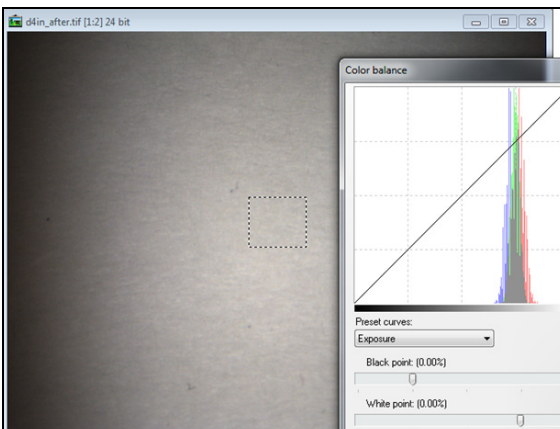 d4in_after.tif [1:2] 24 bit
Color balance
Preset curves:
Exposure
Black point: (0.00%)
White point: (0.00%)